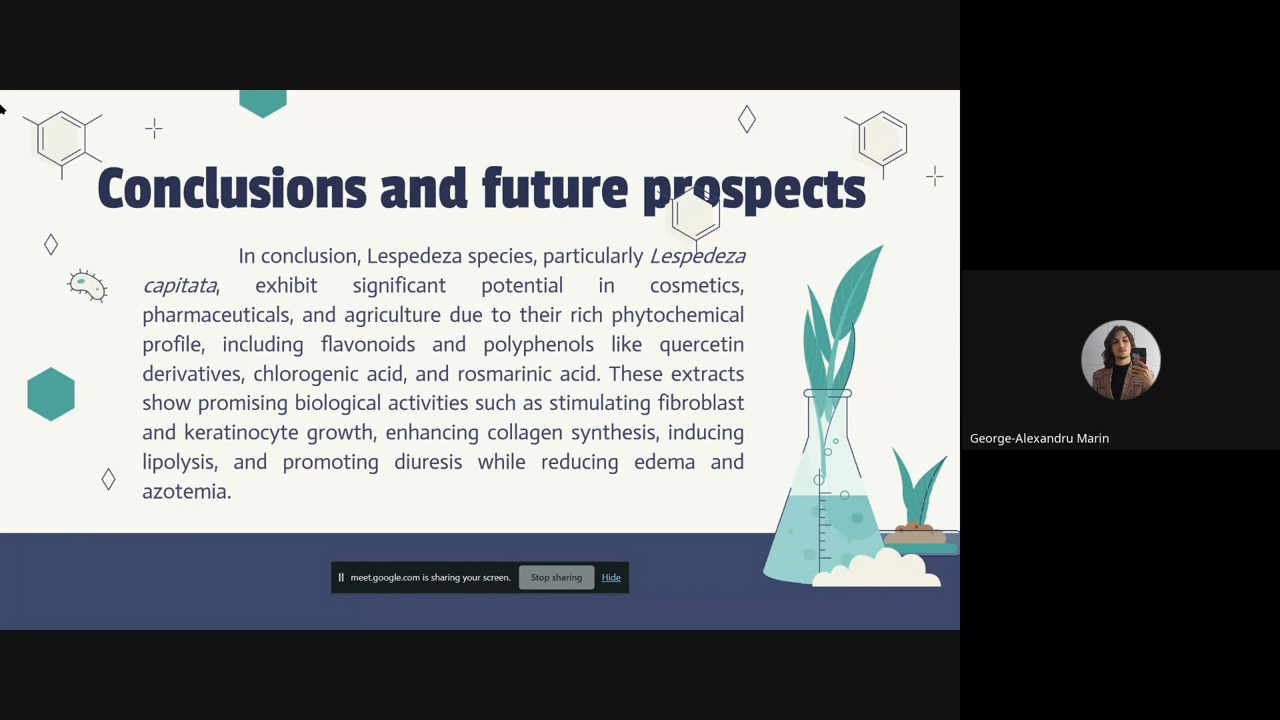 Conclusions and future prospects
In conclusion, Lespedeza species, particularly Lespedeza
capitata, exhibit significant potential in cosmetics,
pharmaceuticals, and agriculture due to their rich phytochemical
profile, including flavonoids and polyphenols like quercetin
derivatives, chlorogenic acid, and rosmarinic acid. These extracts
show promising biological activities such as stimulating fibroblast
and keratinocyte growth, enhancing collagen synthesis, inducing
lipolysis, and promoting diuresis while reducing edema and
azotemia.
meet.google.com is sharing your screen. Stop sharing Hide
George-Alexandru Marin